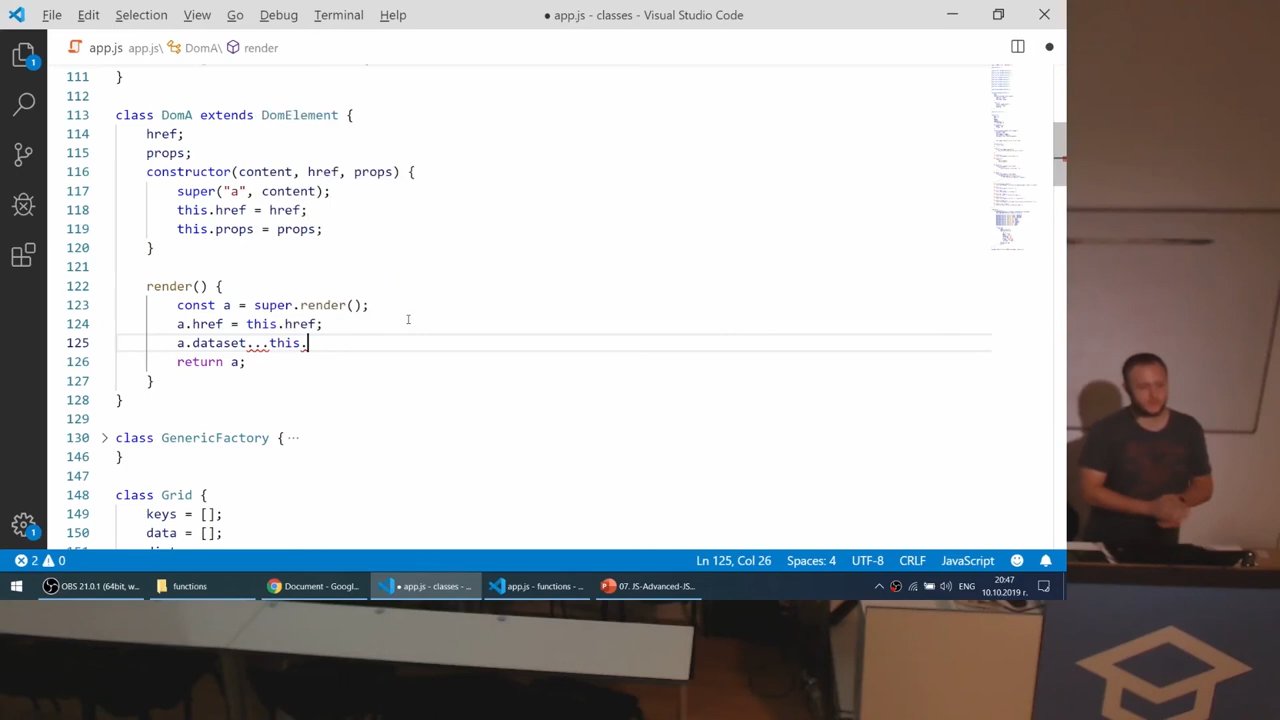 File Edit Selection View Go Debug Terminal Help
● app.js - classes - Visual Studio Code
app.js app.js\ DomA\ render
111 }
112
113 class DomA extends DomElement {
114 href;
115 props;
116 constructor(content, href, props) {
117 super("a", content);
118 this.href = href;
119 this.props = props;
120 }
121
122 render() {
123 const a = super.render();
124 a.href = this.href;
125 a.dataset...this.
126 return a;
127 }
128 }
129
130 class GenericFactory { ...
146 }
147
148 class Grid {
149 keys = [];
150 data = [];
1
1
2 0
Ln 125, Col 26 Spaces: 4 UTF-8 CRLF JavaScript
OBS 21.0.1 (64bit, w...
functions
Document - Googl...
● app.js - classes - ...
app.js - functions - ...
07. JS-Advanced-JS...
ENG
20:47
10.10.2019 г.